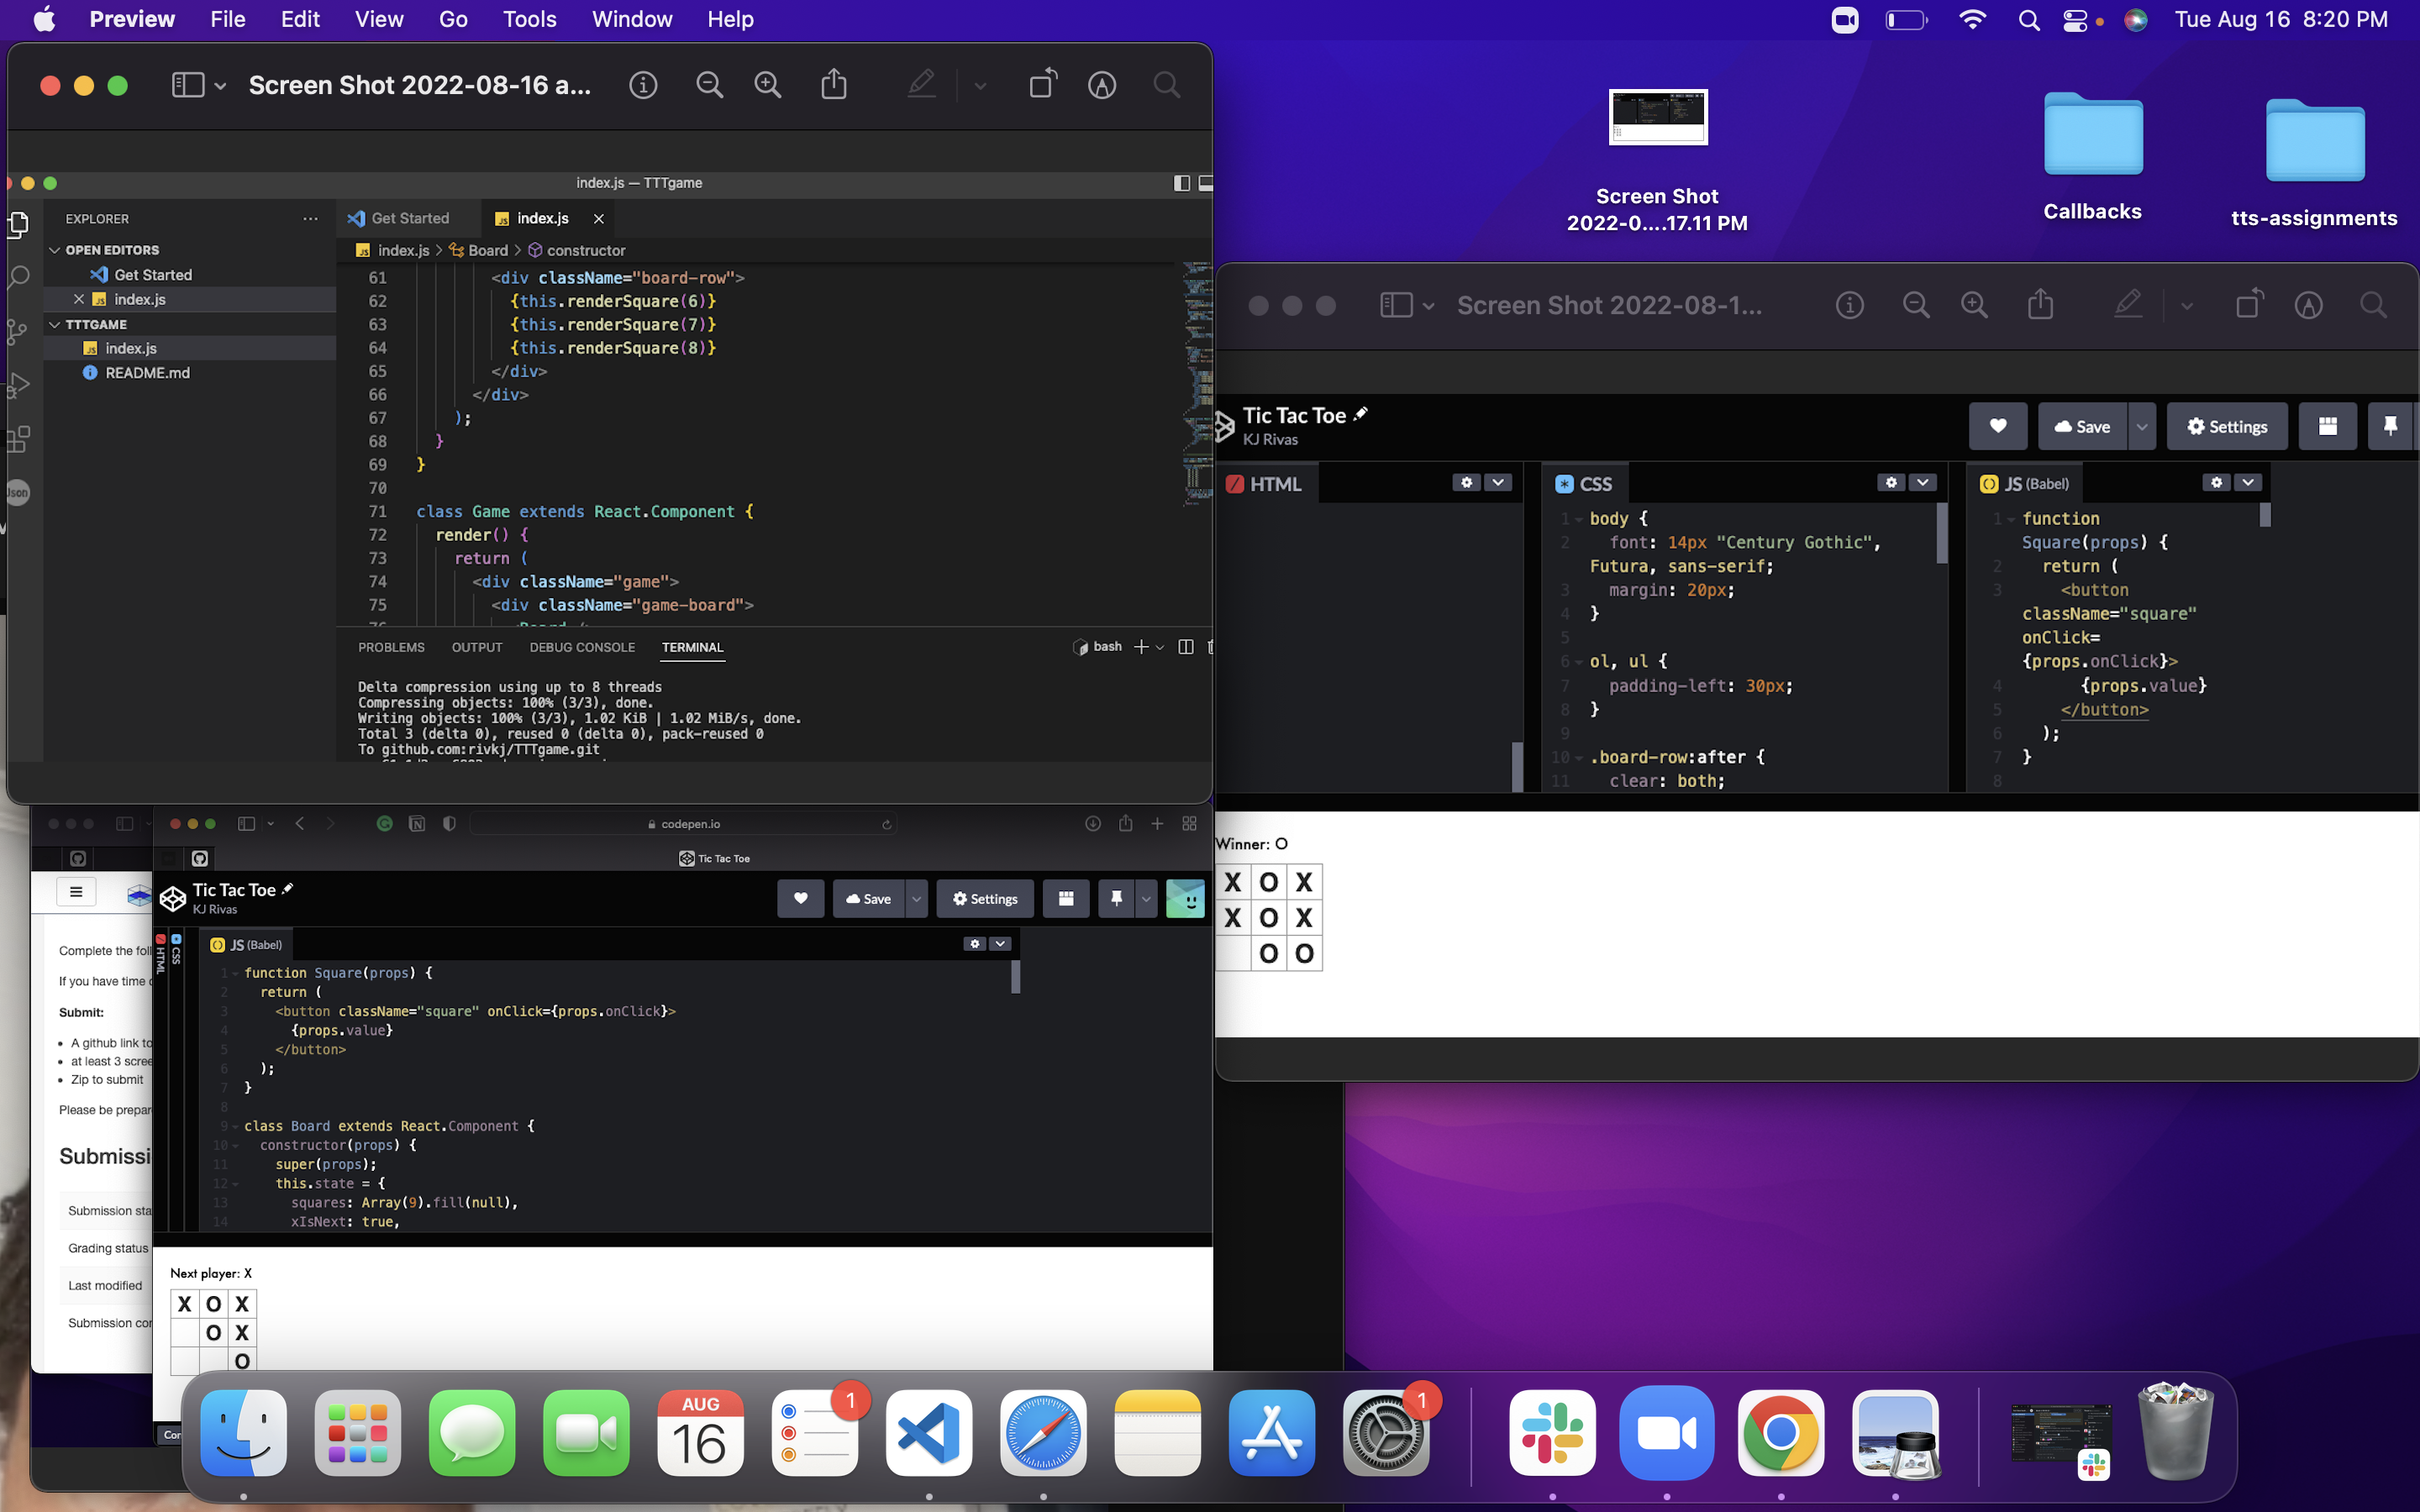 Preview File Edit View Go Tools Window Help
Tue Aug 16 8:20 PM
Screen Shot 2022-08-16 a...
index.js — TTTgame
EXPLORER
OPEN EDITORS
Get Started
index.js
TTTGAME
index.js
README.md
Json
Get Started
index.js
index.js > Board > constructor
61 <div className="board-row">
62 {this.renderSquare(6)}
63 {this.renderSquare(7)}
64 {this.renderSquare(8)}
65 </div>
66 </div>
67 );
68 }
69 }
70
71 class Game extends React.Component {
72 render() {
73 return (
74 <div className="game">
75 <div className="game-board">
PROBLEMS OUTPUT DEBUG CONSOLE TERMINAL
bash
Delta compression using up to 8 threads
Compressing objects: 100% (3/3), done.
Writing objects: 100% (3/3), 1.02 KiB | 1.02 MiB/s, done.
Total 3 (delta 0), reused 0 (delta 0), pack-reused 0
To github.com:rivkj/TTTgame.git
Screen Shot
2022-0....17.11 PM
Callbacks
tts-assignments
Screen Shot 2022-08-1...
Tic Tac Toe
KJ Rivas
Save
Settings
HTML
CSS
1 body {
2 font: 14px "Century Gothic",
Futura, sans-serif;
3 margin: 20px;
4 }
5
6 ol, ul {
7 padding-left: 30px;
8 }
9
10 .board-row:after {
11 clear: both;
JS (Babel)
1 function
Square(props) {
2 return (
3 <button
className="square"
onClick=
{props.onClick}>
4 {props.value}
5 </button>
6 );
7 }
8
Winner: O
X O X
X O X
O O
codepen.io
Tic Tac Toe
Tic Tac Toe
KJ Rivas
Save
Settings
HTML
CSS
JS (Babel)
1 function Square(props) {
2 return (
3 <button className="square" onClick={props.onClick}>
4 {props.value}
5 </button>
6 );
7 }
8
9 class Board extends React.Component {
10 constructor(props) {
11 super(props);
12 this.state = {
13 squares: Array(9).fill(null),
14 xIsNext: true,
Next player: X
X O X
O X
O
Complete the
If you have time
Submit:
A github link to
at least 3
Zip to submit
Please be
Submission
Grading status
Last modified
Submission
AUG
16
1
1